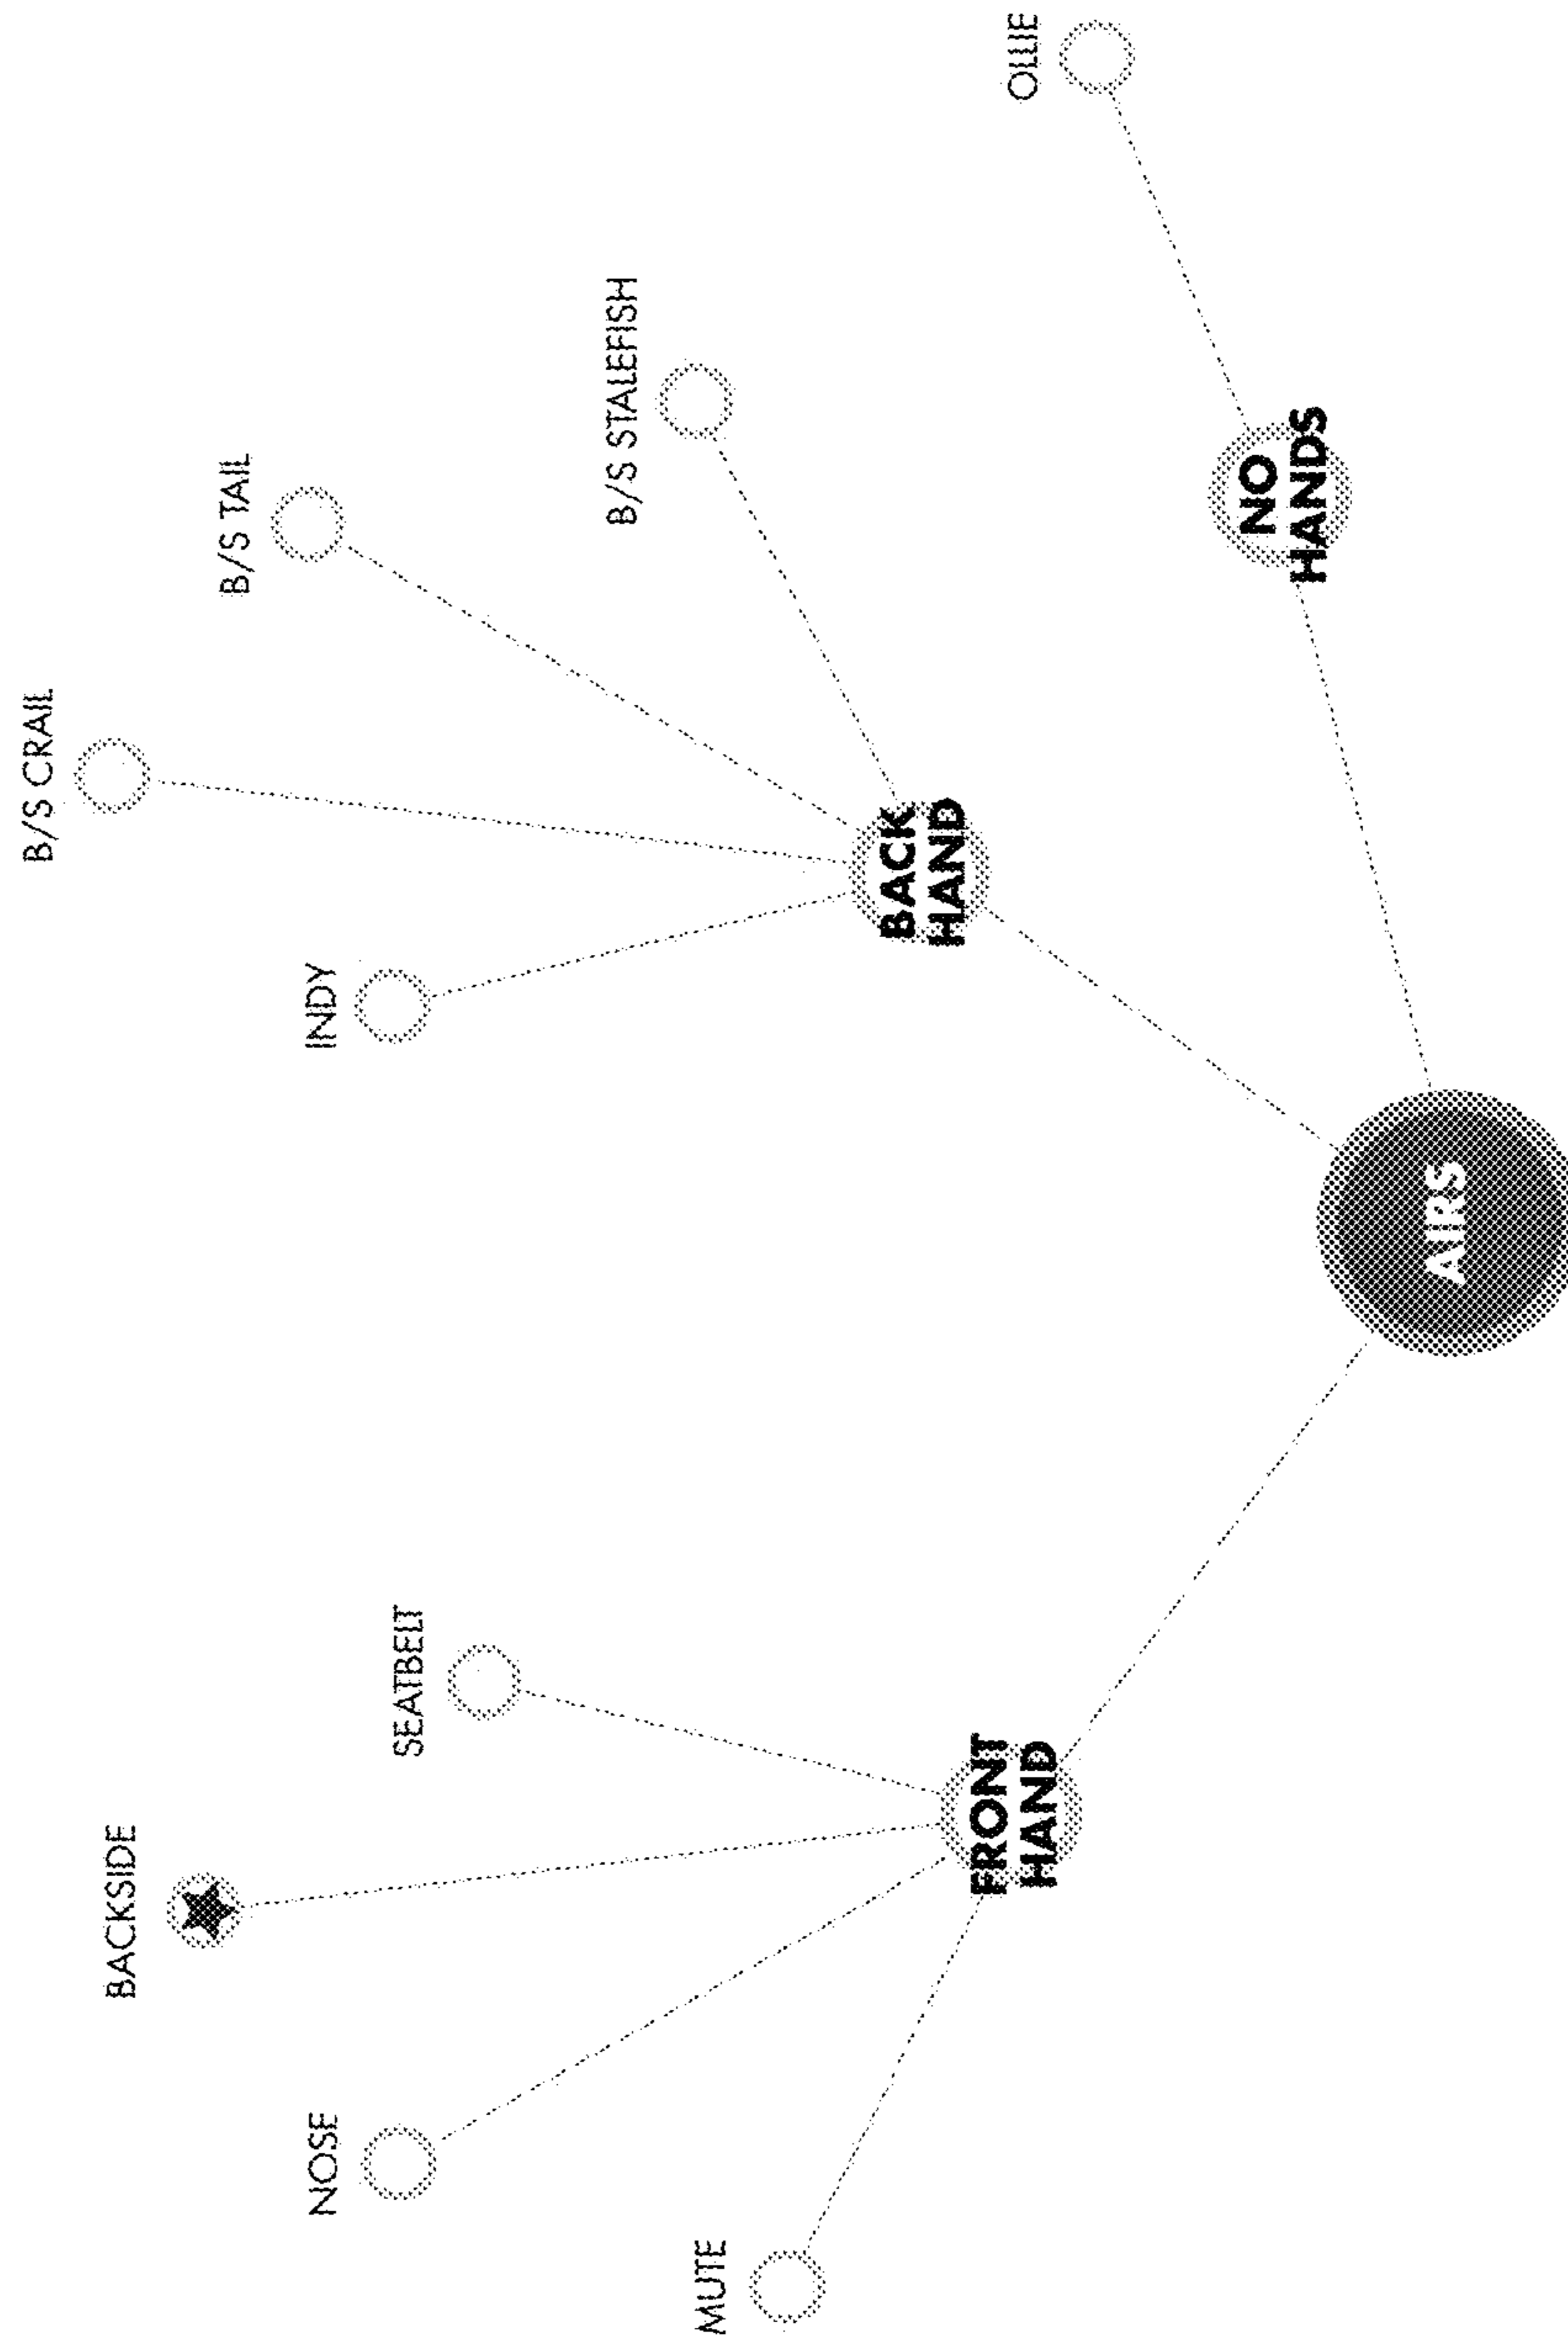 MUTE
NOSE
BACKSIDE
SEATBELT
FRONT
HAND
INDY
B/S CRAIL
B/S TAIL
B/S STALEFISH
BACK
HAND
OLLIE
NO
HANDS
AIRS